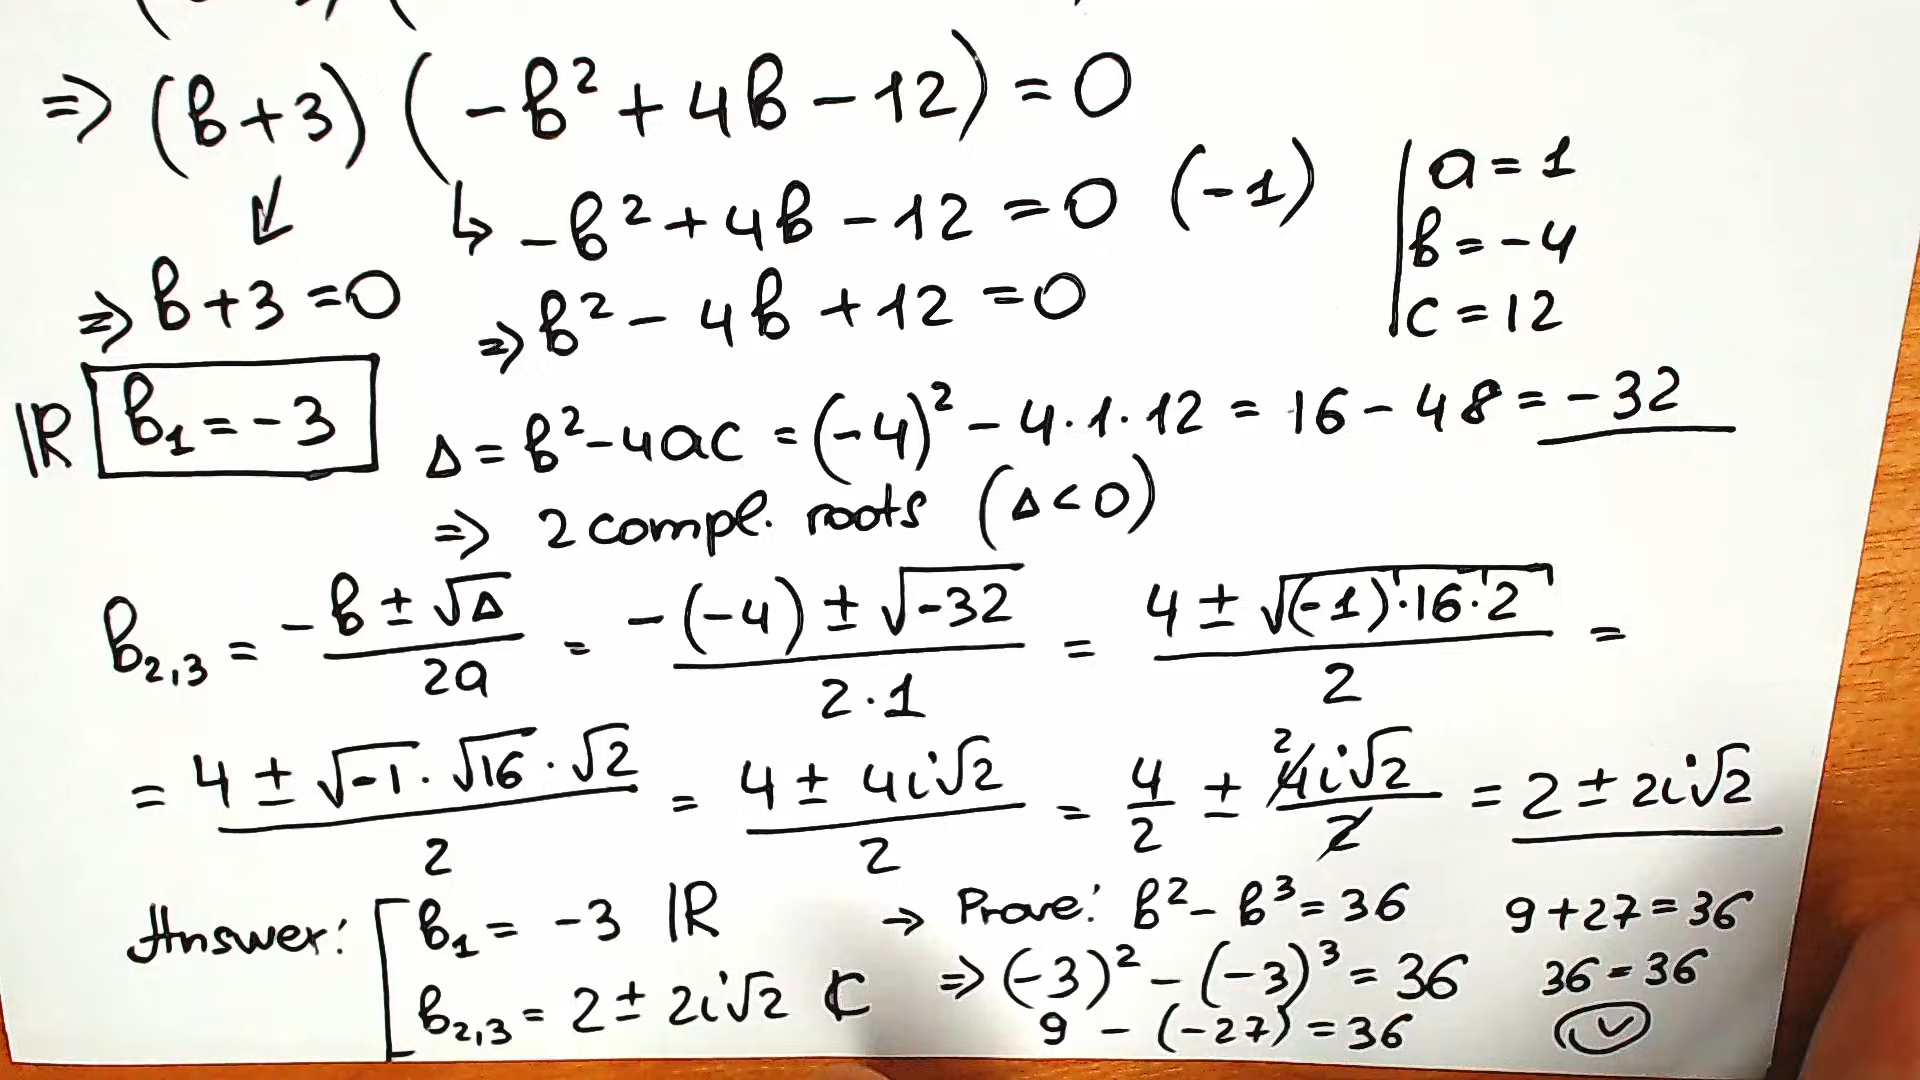 => (b+3) (-b² + 4b - 12) = 0
↳ -b² + 4b - 12 = 0 (-1)
=> b+3 = 0
=> b² - 4b + 12 = 0
a = 1
b = -4
c = 12
ℝ b₁ = -3
Δ = b² - 4ac = (-4)² - 4·1·12 = 16 - 48 = -32
=> 2 compl. roots (Δ < 0)
b₂,₃ = (-b ± √Δ)/(2a) = (-(-4) ± √(-32))/(2·1) = (4 ± √((-1)·16·2))/2 =
= (4 ± √(-1)·√16·√2)/2 = (4 ± 4i√2)/2 = 4/2 ± ²4i√2/2 = 2 ± 2i√2
Answer: b₁ = -3 ℝ
b₂,₃ = 2 ± 2i√2 ℂ
→ Prove: b² - b³ = 36
=> (-3)² - (-3)³ = 36
9 - (-27) = 36
9 + 27 = 36
36 = 36